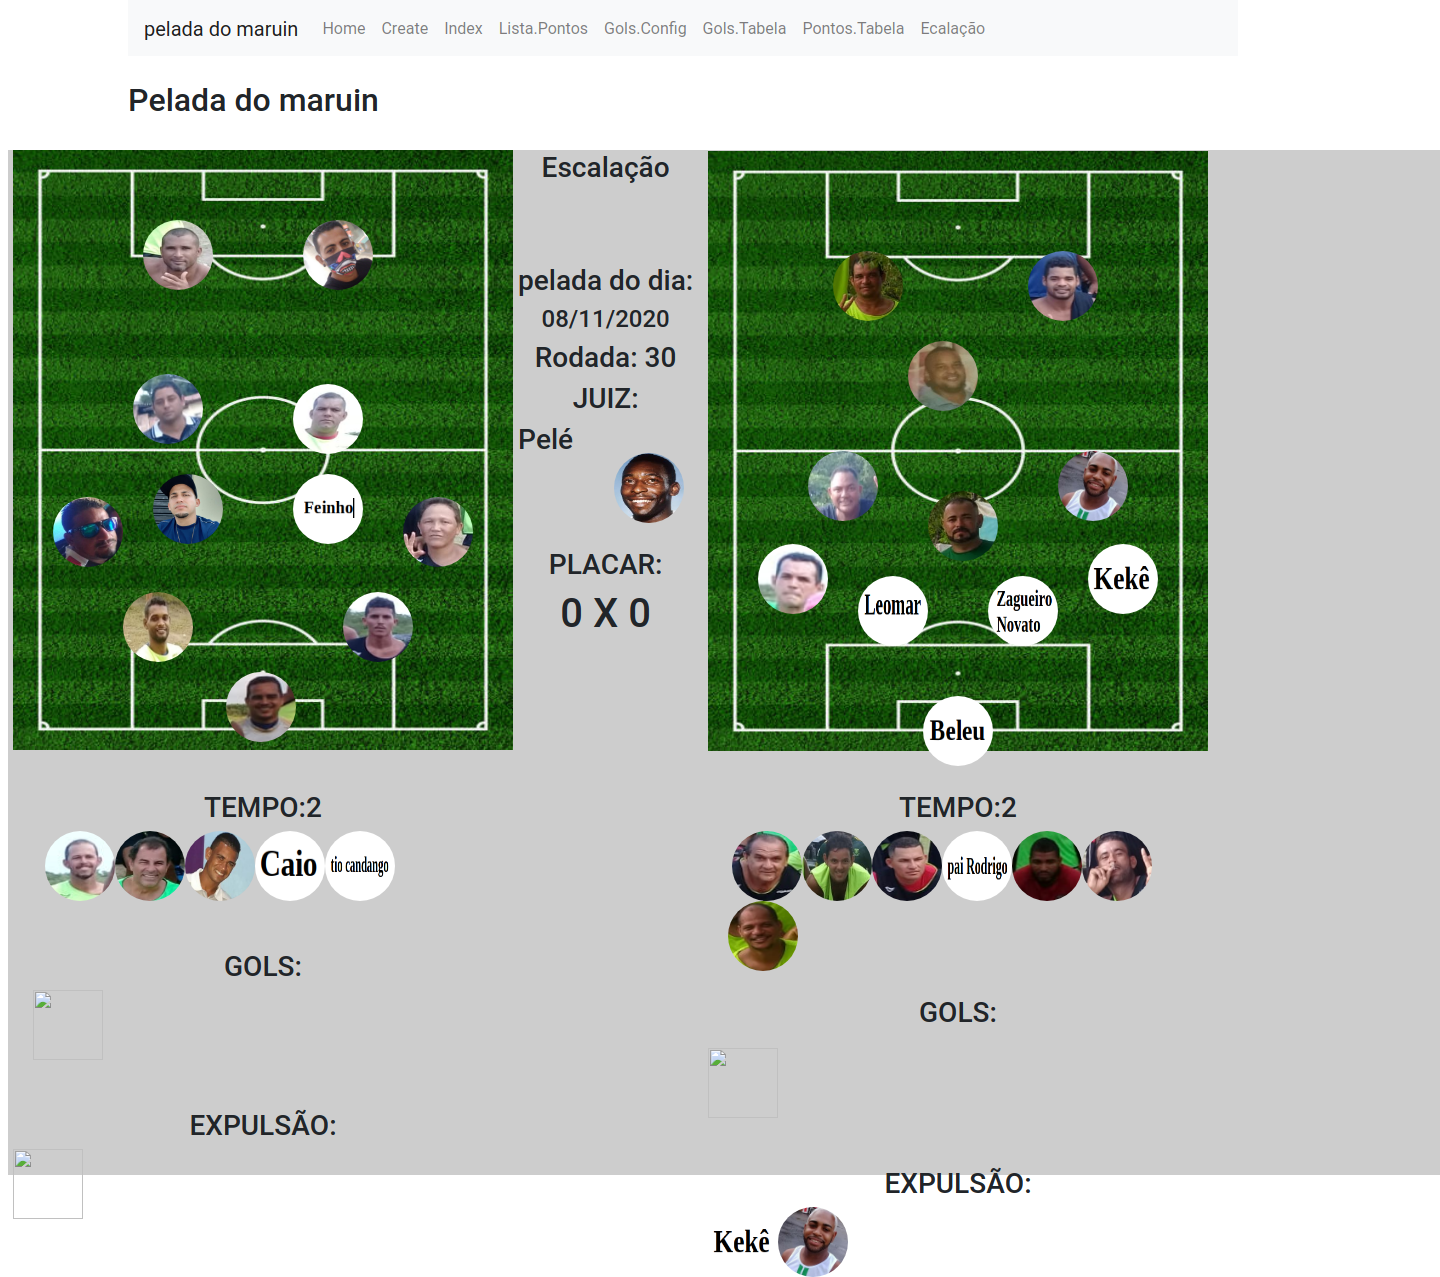 pelada do maruin Home Create Index Lista.Pontos Gols.Config Gols.Tabela Pontos.Tabela Ecalação
Pelada do maruin
Escalação
pelada do dia:
08/11/2020
Rodada: 30
JUIZ:
Pelé
PLACAR:
0 X 0
Feinho
Kekê
Leomar
Zagueiro
Novato
Beleu
TEMPO:2
Caio
tio candango
GOLS:
EXPULSÃO:
TEMPO:2
pai Rodrigo
GOLS:
EXPULSÃO:
Kekê